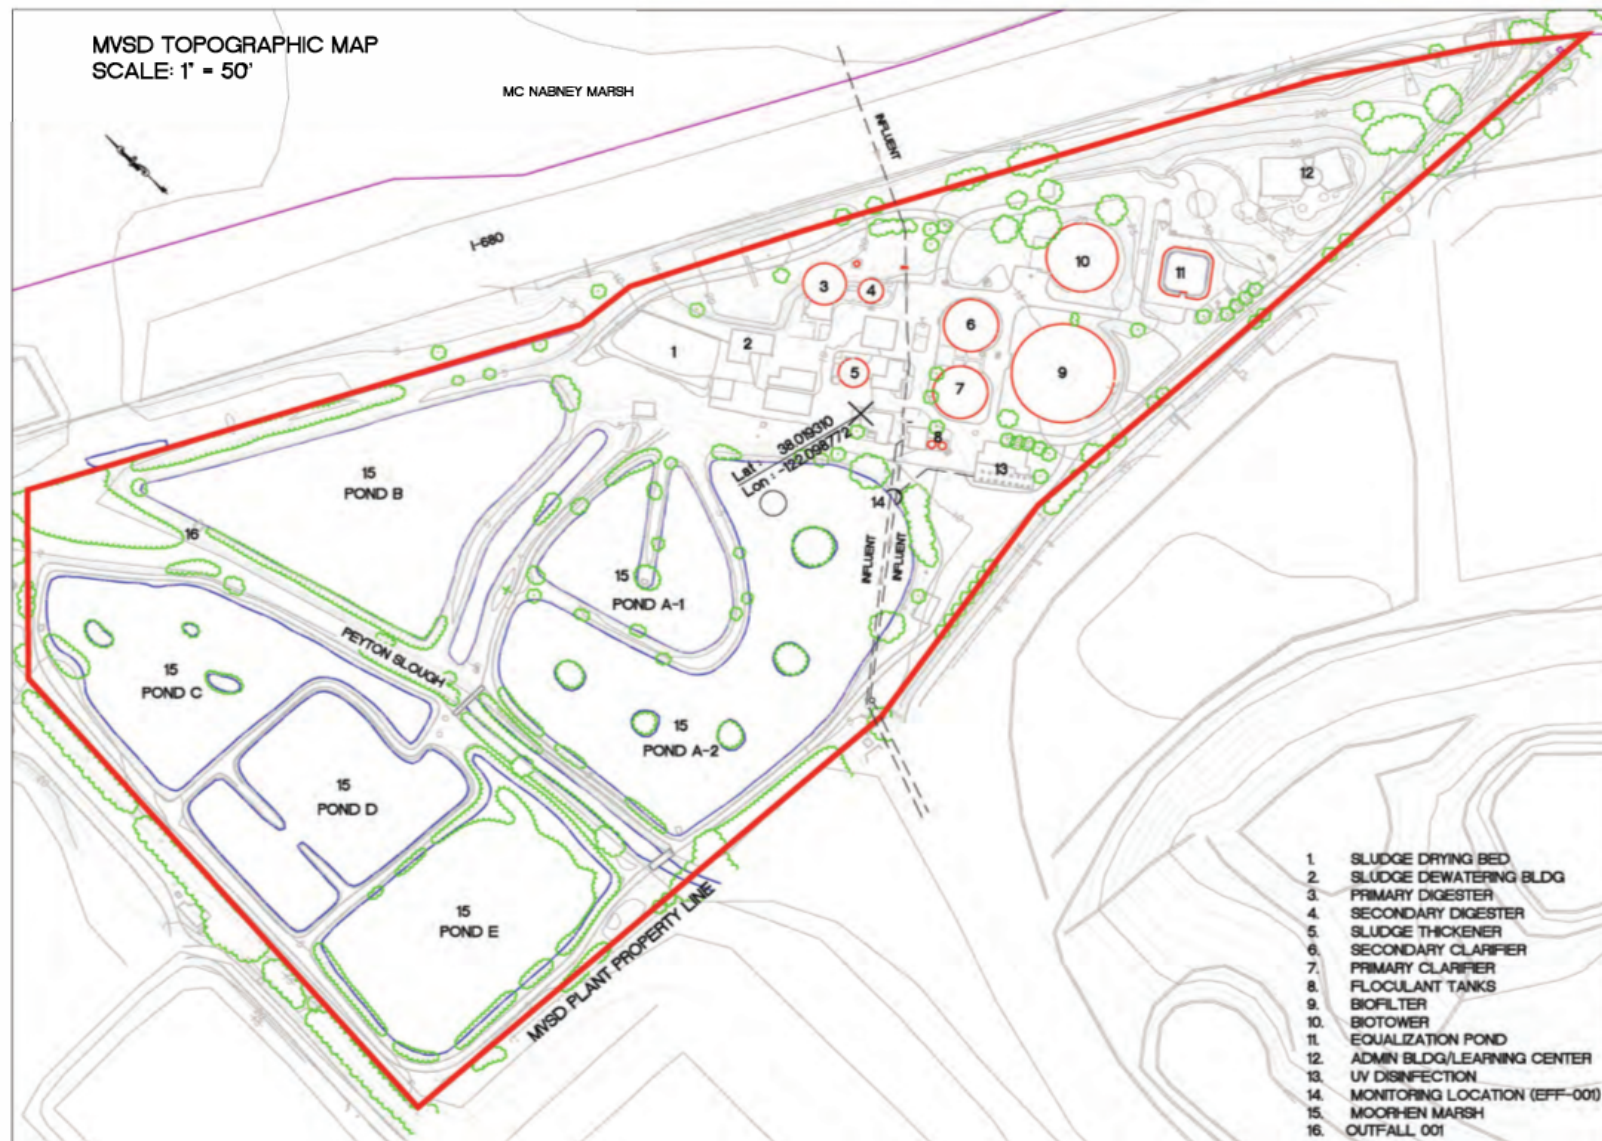 MVSD TOPOGRAPHIC MAP
SCALE: 1" = 50'
MC NABNEY MARSH
INFLUENT
I-680
12
10
11
3
4
6
1
2
5
9
7
8
13
Lat : 38.019310
Lon : -122.098772
14
15
POND B
16
INFLUENT
INFLUENT
15
POND A-1
PEYTON SLOUGH
15
POND C
15
POND A-2
15
POND D
15
POND E
MVSD PLANT PROPERTY LINE
1. SLUDGE DRYING BED
2. SLUDGE DEWATERING BLDG
3. PRIMARY DIGESTER
4. SECONDARY DIGESTER
5. SLUDGE THICKENER
6. SECONDARY CLARIFIER
7. PRIMARY CLARIFIER
8. FLOCULANT TANKS
9. BIOFILTER
10. BIOTOWER
11. EQUALIZATION POND
12. ADMIN BLDG/LEARNING CENTER
13. UV DISINFECTION
14. MONITORING LOCATION (EFF-001)
15. MOORHEN MARSH
16. OUTFALL 001